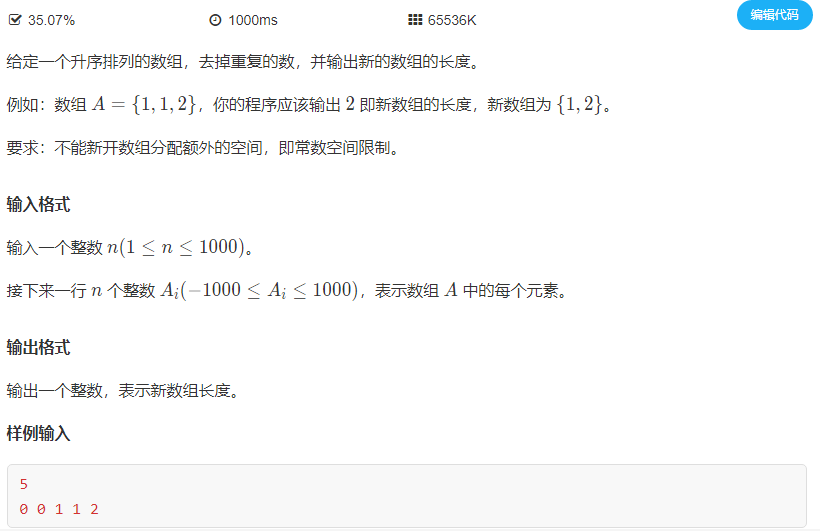 35.07% 1000ms 65536K 编辑代码
给定一个升序排列的数组，去掉重复的数，并输出新的数组的长度。
例如：数组 A = {1, 1, 2}，你的程序应该输出 2 即新数组的长度，新数组为 {1, 2}。
要求：不能新开数组分配额外的空间，即常数空间限制。
输入格式
输入一个整数 n(1 ≤ n ≤ 1000)。
接下来一行 n 个整数 Aᵢ(−1000 ≤ Aᵢ ≤ 1000)，表示数组 A 中的每个元素。
输出格式
输出一个整数，表示新数组长度。
样例输入
5
0 0 1 1 2